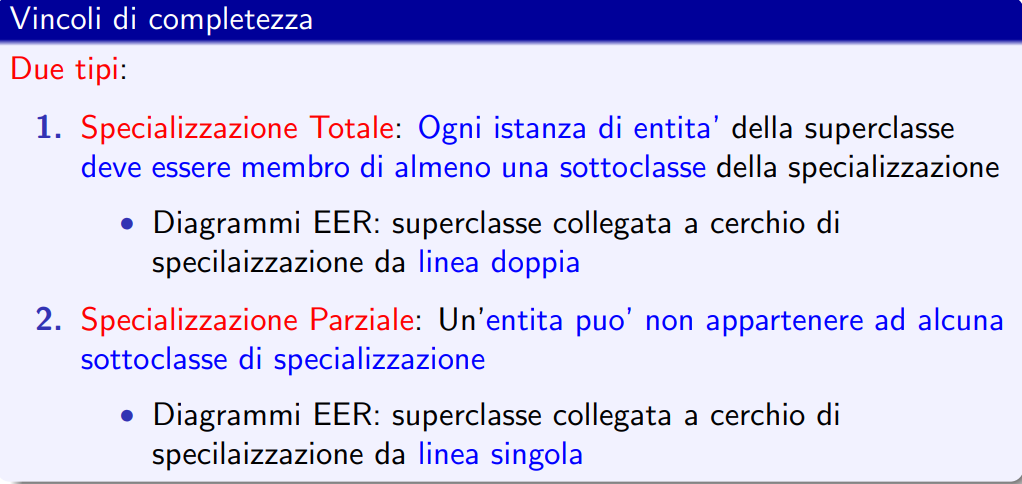 Vincoli di completezza
Due tipi:
1. Specializzazione Totale: Ogni istanza di entita' della superclasse
deve essere membro di almeno una sottoclasse della specializzazione
• Diagrammi EER: superclasse collegata a cerchio di
specilaizzazione da linea doppia
2. Specializzazione Parziale: Un'entita puo' non appartenere ad alcuna
sottoclasse di specializzazione
• Diagrammi EER: superclasse collegata a cerchio di
specilaizzazione da linea singola